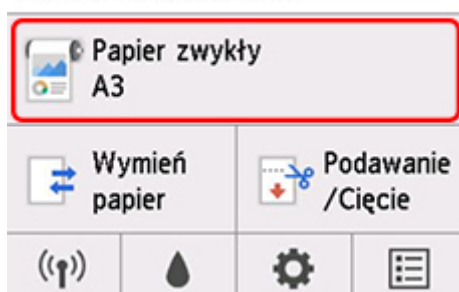 Papier zwykły
A3
Wymień
papier
Podawanie
/Cięcie